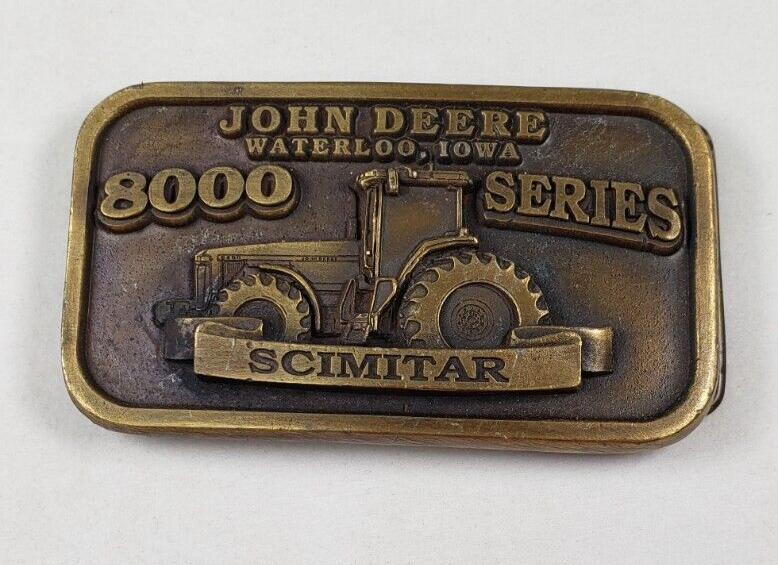 JOHN DEERE
WATERLOO, IOWA
8000 SERIES
SCIMITAR